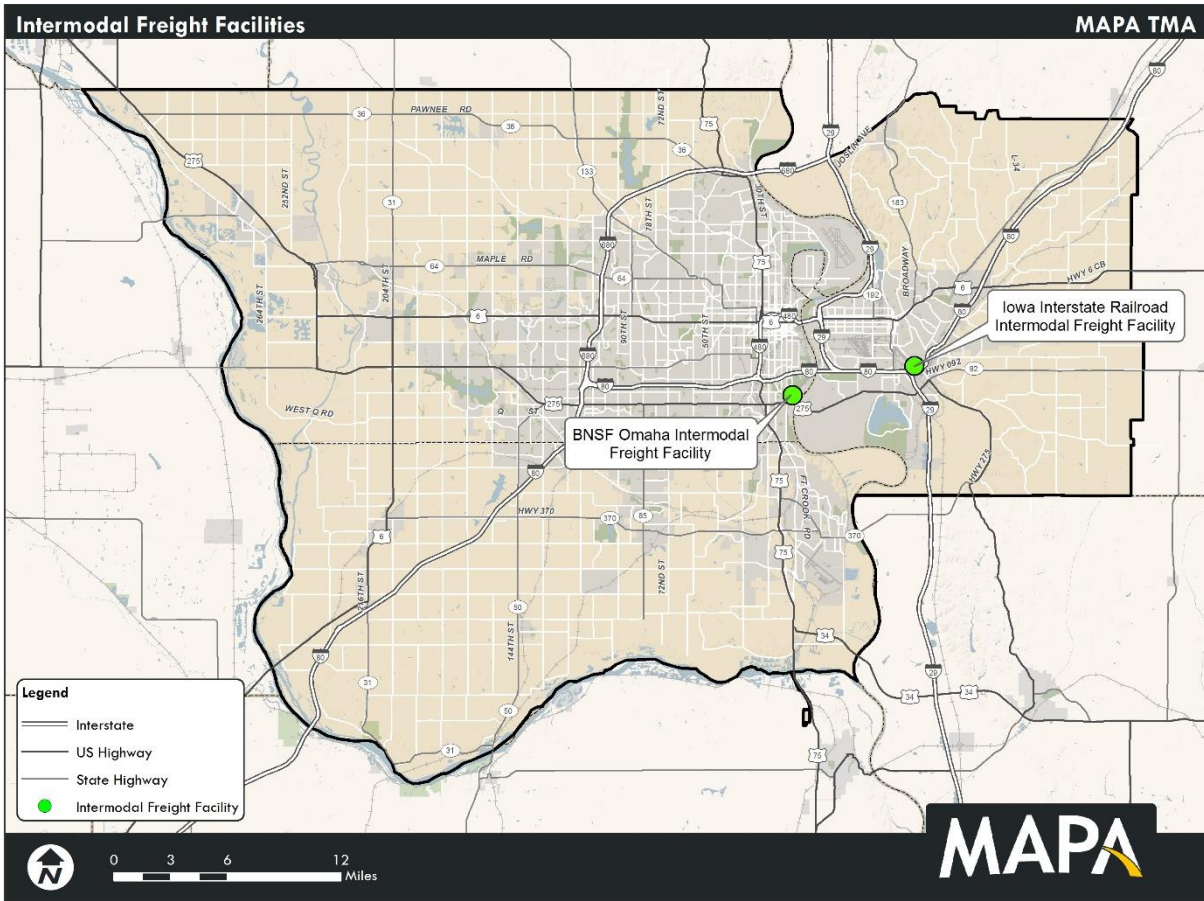 Intermodal Freight Facilities
MAPA TMA
PAWNEE RD
36
36
36
275
252ND ST
31
133
72ND ST
75
680
30TH ST
29
JOSLIN AVE
L-34
80
183
BROADWAY
80
264TH ST
204TH ST
64
MAPLE RD
680
78TH ST
64
75
29
192
HWY 6 CB
6
6
90TH ST
50TH ST
480
6
480
29
80
680
80
80
80
HWY 092
92
Iowa Interstate Railroad
Intermodal Freight Facility
WEST Q RD
275
Q ST
80
275
29
BNSF Omaha Intermodal
Freight Facility
HWY 275
75
FT CROOK RD
HWY 370
370
85
370
6
216TH ST
72ND ST
75
50
144TH ST
80
34
29
34
34
31
50
31
75
Legend
Interstate
US Highway
State Highway
Intermodal Freight Facility
N
0 3 6 12
Miles
MAPA